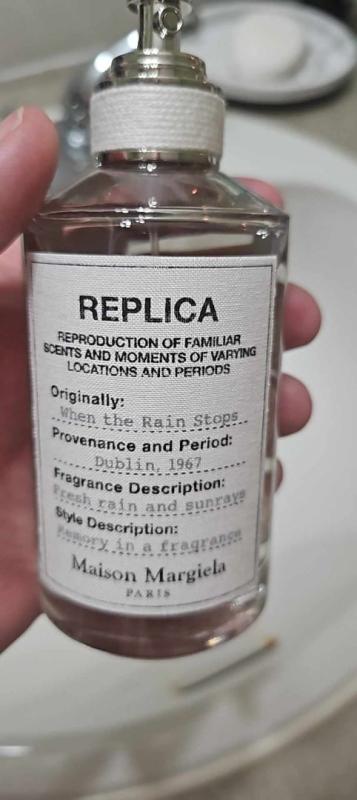 REPLICA
REPRODUCTION OF FAMILIAR
SCENTS AND MOMENTS OF VARYING
LOCATIONS AND PERIODS
Originally:
When the Rain Stops
Provenance and Period:
Dublin, 1967
Fragrance Description:
Fresh rain and sunrays
Style Description:
Memory in a fragrance
Maison Margiela
PARIS